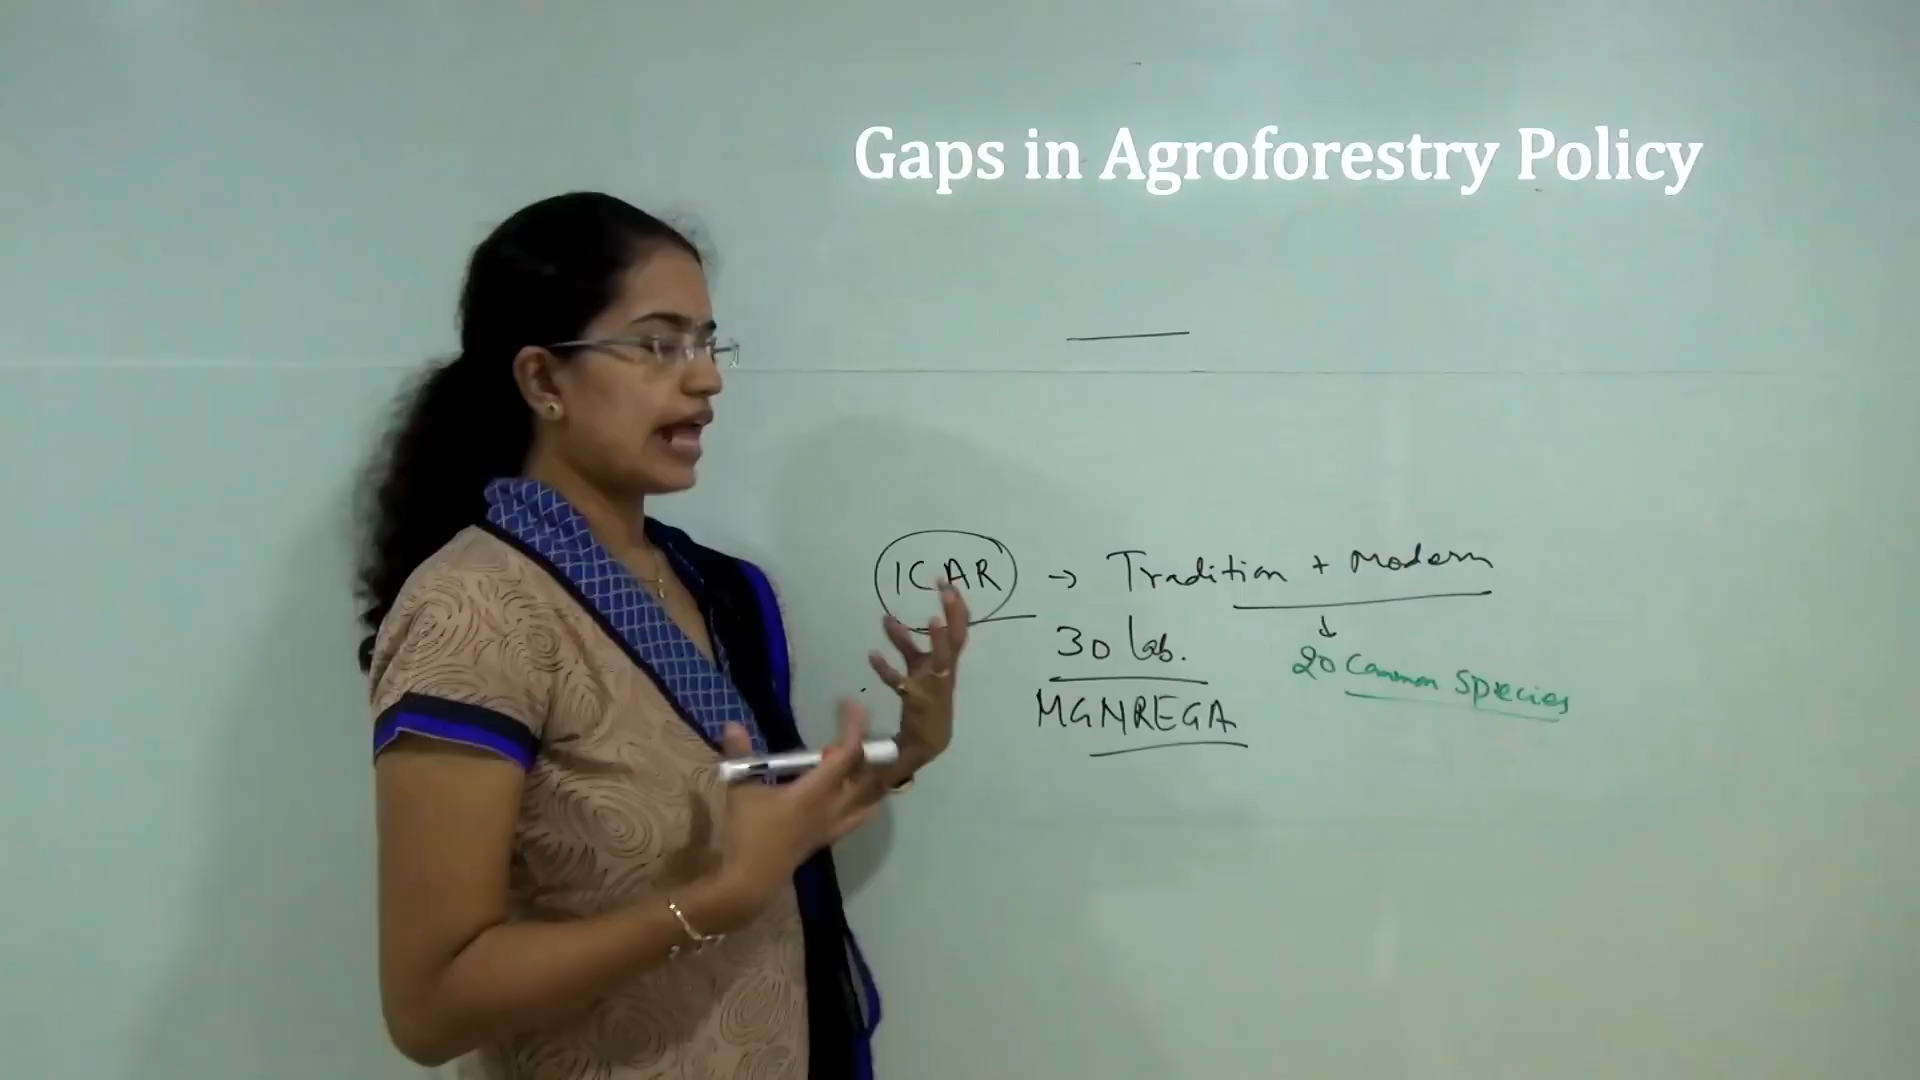 Gaps in Agroforestry Policy
ICAR → Tradition + Modern
30 lab.
20 Common Species
MGNREGA